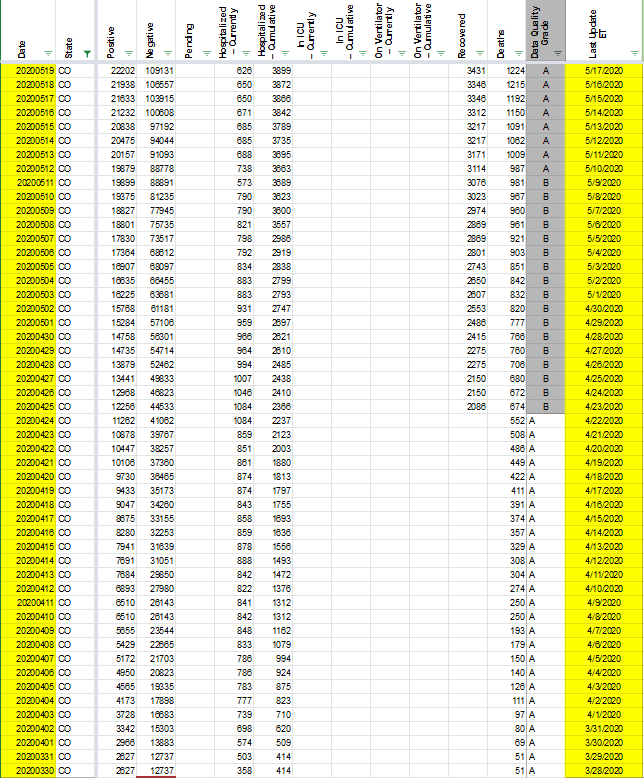 Date State Positive Negative Pending Hospitalized – Currently Hospitalized – Cumulative In ICU – Currently In ICU – Cumulative On Ventilator – Currently On Ventilator – Cumulative Recovered Deaths Data Quality Grade Last Update ET
20200519 CO 22202 109131 626 3899 3431 1224 A 5/17/2020
20200518 CO 21938 106557 650 3872 3346 1215 A 5/16/2020
20200517 CO 21633 103915 650 3866 3346 1192 A 5/15/2020
20200516 CO 21232 100608 671 3842 3312 1150 A 5/14/2020
20200515 CO 20838 97192 685 3789 3217 1091 A 5/13/2020
20200514 CO 20475 94044 685 3735 3217 1062 A 5/12/2020
20200513 CO 20157 91093 688 3695 3171 1009 A 5/11/2020
20200512 CO 19879 88778 738 3663 3114 987 A 5/10/2020
20200511 CO 19899 88891 573 3689 3076 981 B 5/9/2020
20200510 CO 19375 81235 790 3623 3023 967 B 5/8/2020
20200509 CO 18827 77945 790 3600 2974 960 B 5/7/2020
20200508 CO 18801 75735 821 3557 2869 961 B 5/6/2020
20200507 CO 17830 73517 798 2986 2869 921 B 5/5/2020
20200506 CO 17364 68612 792 2919 2801 903 B 5/4/2020
20200505 CO 16907 68097 834 2838 2743 851 B 5/3/2020
20200504 CO 16635 66455 883 2799 2650 842 B 5/2/2020
20200503 CO 16225 63681 883 2793 2607 832 B 5/1/2020
20200502 CO 15768 61181 931 2747 2553 820 B 4/30/2020
20200501 CO 15284 57106 959 2697 2486 777 B 4/29/2020
20200430 CO 14758 56301 966 2621 2415 766 B 4/28/2020
20200429 CO 14735 54714 964 2610 2275 760 B 4/27/2020
20200428 CO 13879 52462 994 2485 2275 706 B 4/26/2020
20200427 CO 13441 49833 1007 2438 2150 680 B 4/25/2020
20200426 CO 12968 46823 1046 2410 2150 672 B 4/24/2020
20200425 CO 12256 44533 1084 2366 2086 674 B 4/23/2020
20200424 CO 11262 41062 1084 2237 552 A 4/22/2020
20200423 CO 10878 39767 859 2123 508 A 4/21/2020
20200422 CO 10447 38257 851 2003 486 A 4/20/2020
20200421 CO 10106 37360 861 1880 449 A 4/19/2020
20200420 CO 9730 36465 874 1813 422 A 4/18/2020
20200419 CO 9433 35173 874 1797 411 A 4/17/2020
20200418 CO 9047 34260 843 1755 391 A 4/16/2020
20200417 CO 8675 33155 858 1693 374 A 4/15/2020
20200416 CO 8280 32253 859 1636 357 A 4/14/2020
20200415 CO 7941 31639 878 1556 329 A 4/13/2020
20200414 CO 7691 31051 888 1493 308 A 4/12/2020
20200413 CO 7684 29850 842 1472 304 A 4/11/2020
20200412 CO 6893 27980 822 1376 274 A 4/10/2020
20200411 CO 6510 26143 841 1312 250 A 4/9/2020
20200410 CO 6510 26143 842 1312 250 A 4/8/2020
20200409 CO 5655 23544 848 1162 193 A 4/7/2020
20200408 CO 5429 22665 833 1079 179 A 4/6/2020
20200407 CO 5172 21703 786 994 150 A 4/5/2020
20200406 CO 4950 20823 786 924 140 A 4/4/2020
20200405 CO 4565 19335 783 875 126 A 4/3/2020
20200404 CO 4173 17898 777 823 111 A 4/2/2020
20200403 CO 3728 16683 739 710 97 A 4/1/2020
20200402 CO 3342 15303 698 620 80 A 3/31/2020
20200401 CO 2966 13883 574 509 69 A 3/30/2020
20200331 CO 2627 12737 503 414 51 A 3/29/2020
20200330 CO 2627 12737 358 414 51 A 3/28/2020